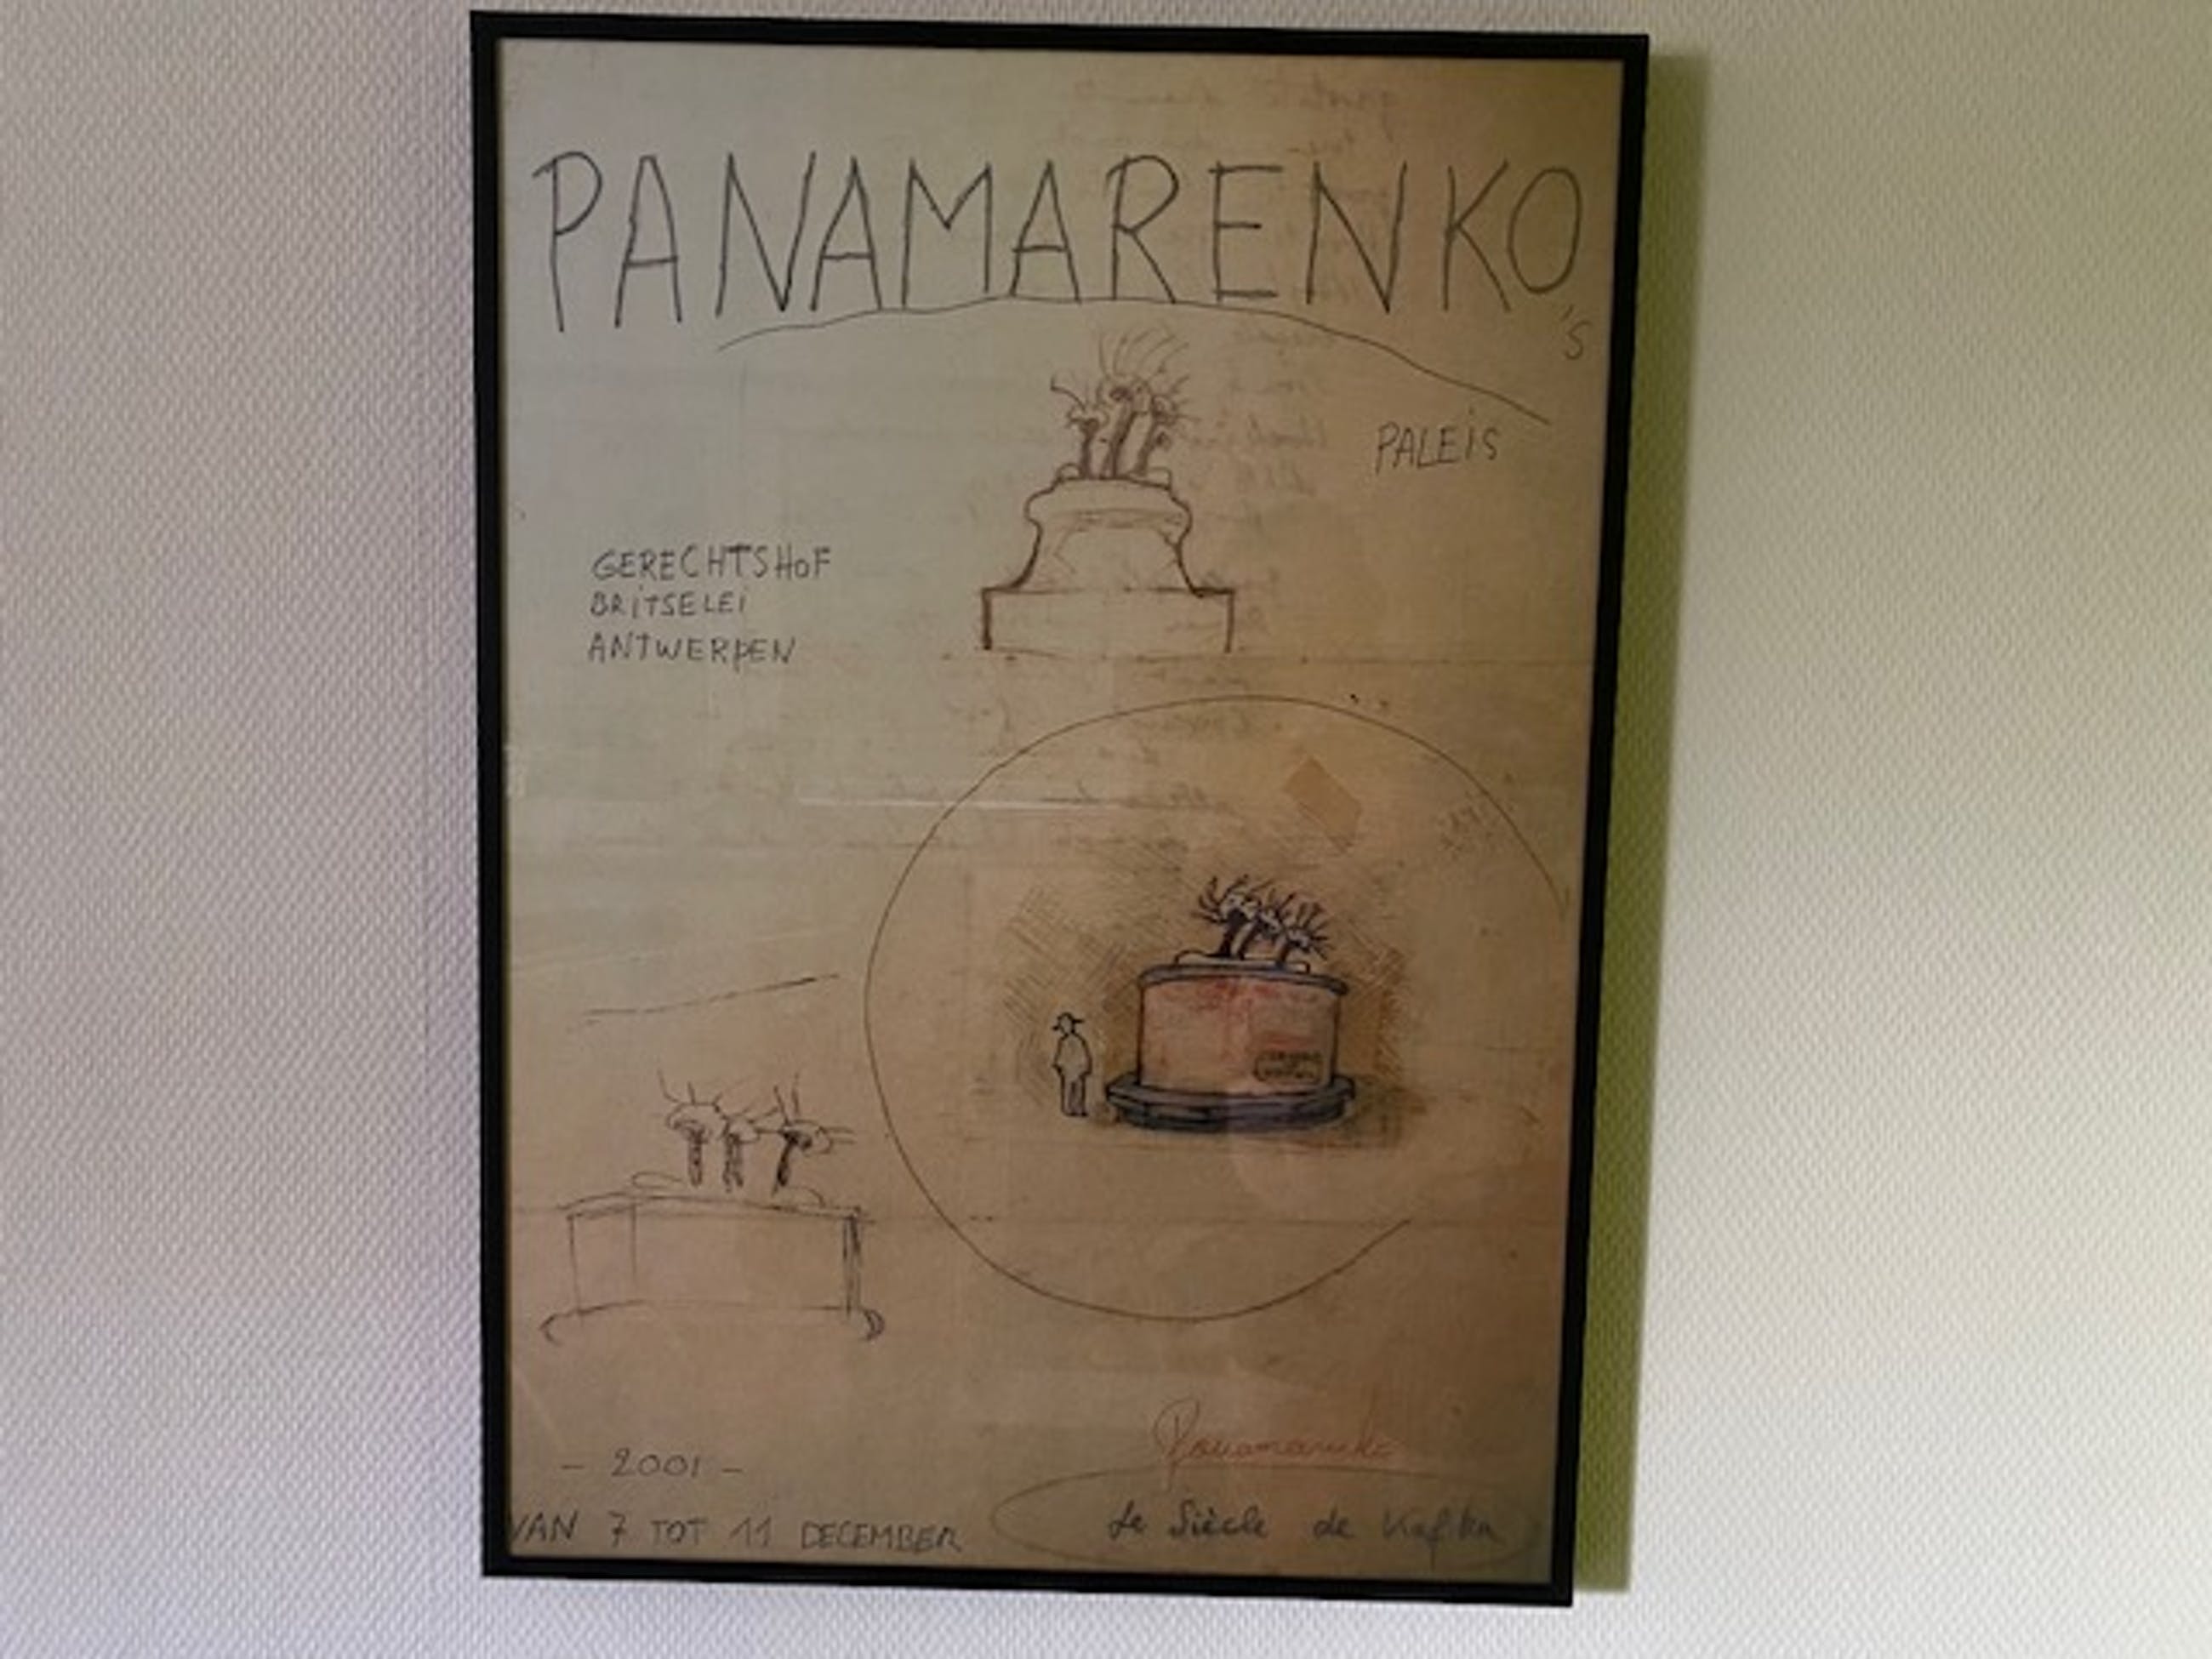 PANAMARENKO'S
PALEIS
GERECHTSHOF
BRITSELEI
ANTWERPEN
Panamarenko
- 2001 -
VAN 7 TOT 11 DECEMBER
Le Siècle de Kafka